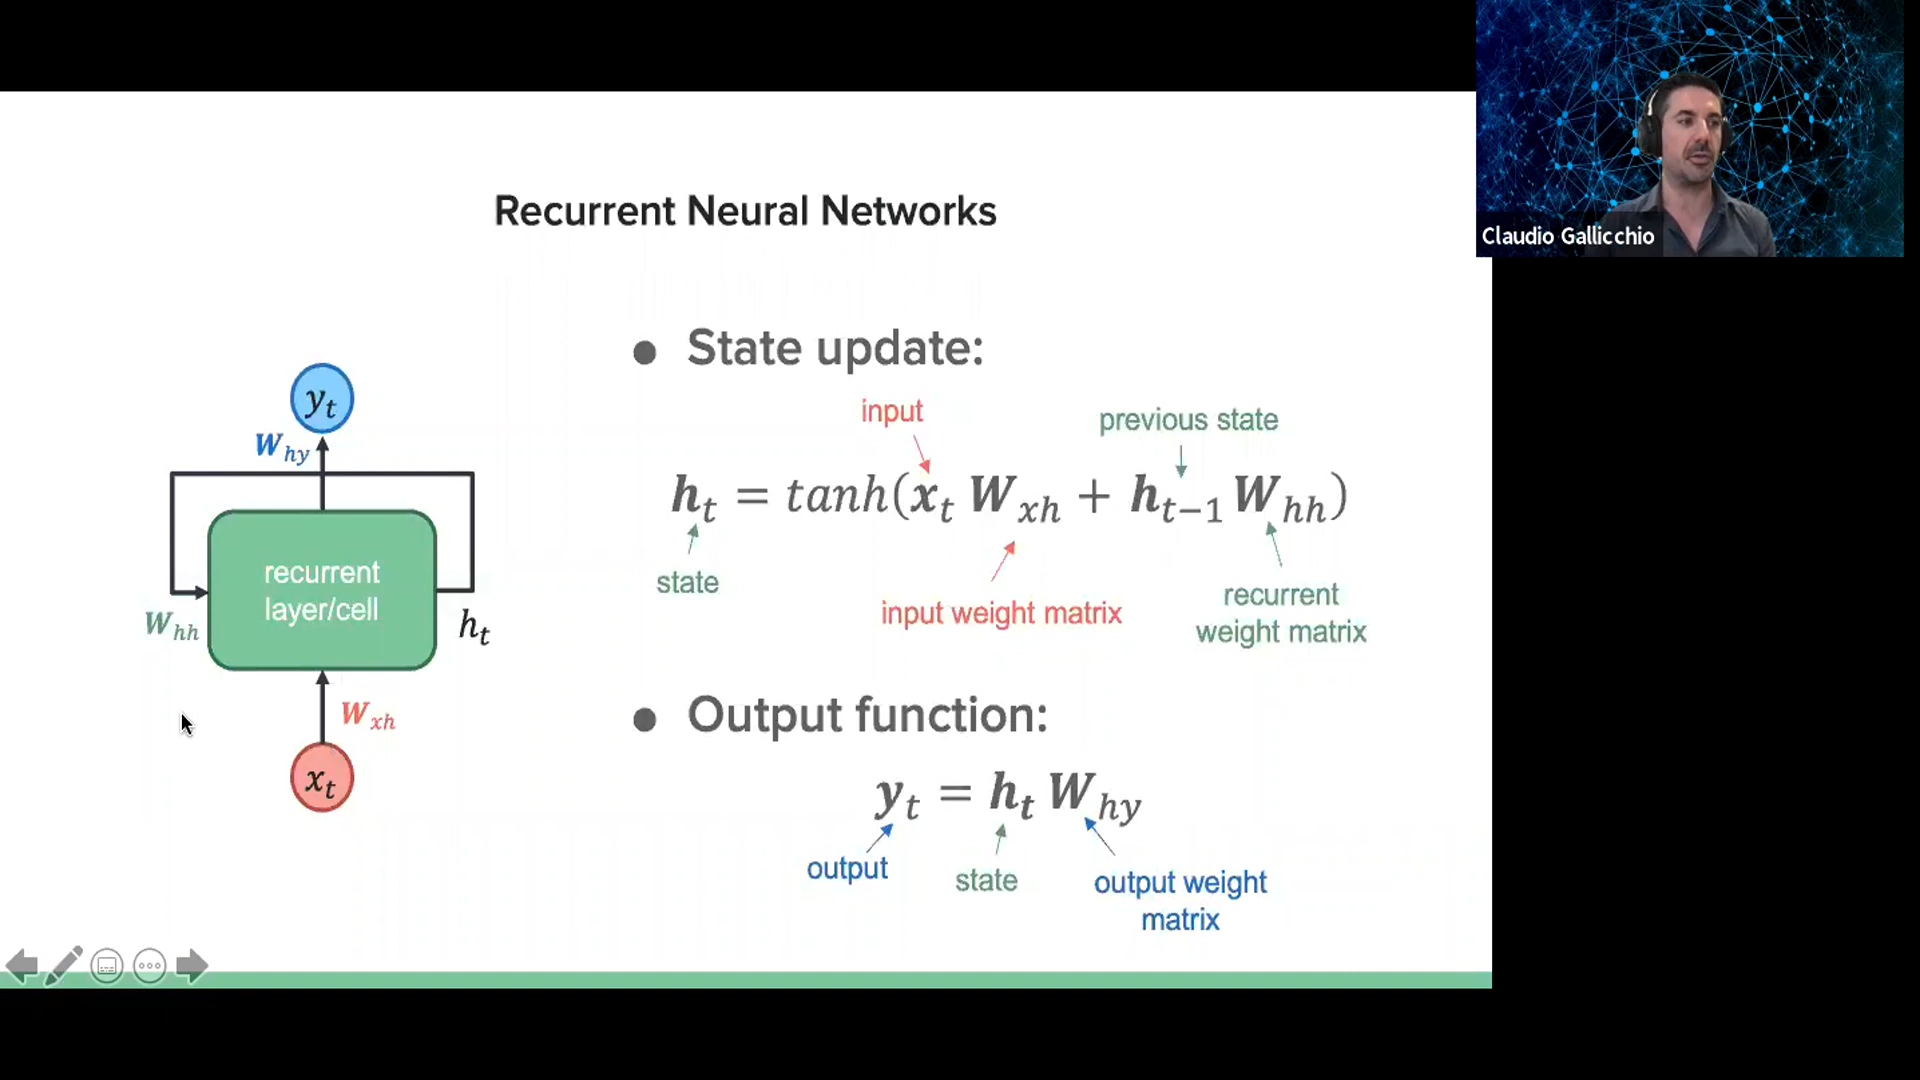 Claudio Gallicchio
Recurrent Neural Networks
● State update:
input
previous state
h_t = tanh(x_t W_xh + h_{t−1} W_hh)
state
input weight matrix
recurrent
weight matrix
● Output function:
y_t = h_t W_hy
output
state
output weight
matrix
y_t
W_hy
recurrent
layer/cell
W_hh
h_t
W_xh
x_t